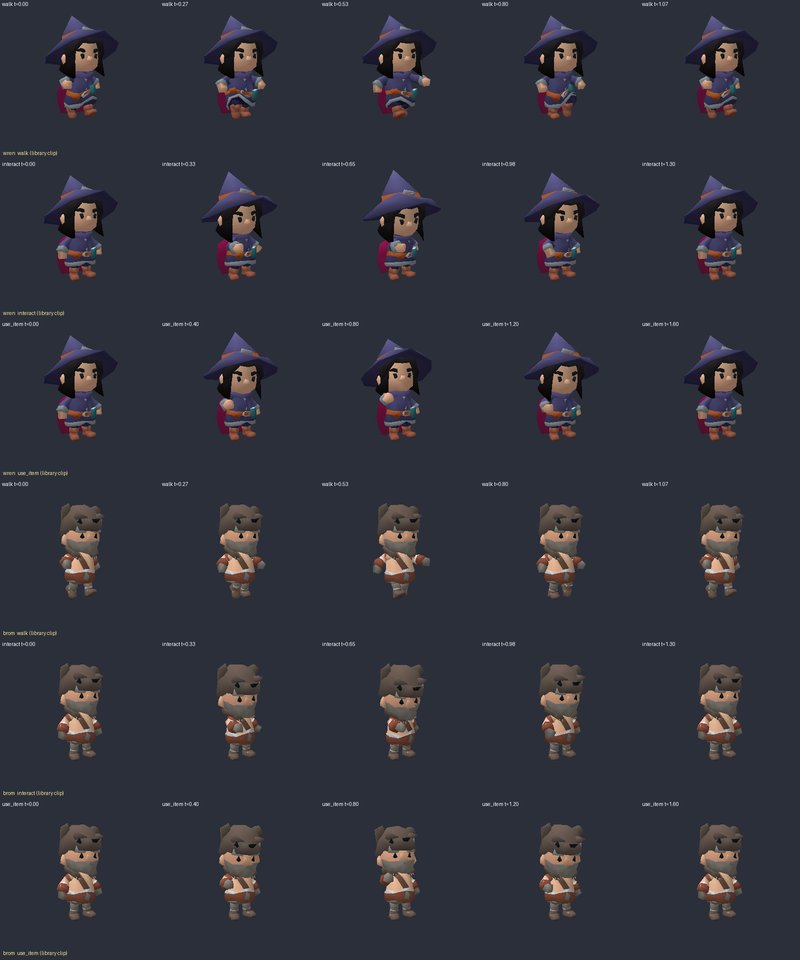 walk t=0.00 walk t=0.27 walk t=0.53 walk t=0.80 walk t=1.07
wren walk (library clip)
interact t=0.00 interact t=0.33 interact t=0.65 interact t=0.98 interact t=1.30
wren interact (library clip)
use_item t=0.00 use_item t=0.40 use_item t=0.80 use_item t=1.20 use_item t=1.60
wren use_item (library clip)
walk t=0.00 walk t=0.27 walk t=0.53 walk t=0.80 walk t=1.07
brom walk (library clip)
interact t=0.00 interact t=0.33 interact t=0.65 interact t=0.98 interact t=1.30
brom interact (library clip)
use_item t=0.00 use_item t=0.40 use_item t=0.80 use_item t=1.20 use_item t=1.60
brom use_item (library clip)